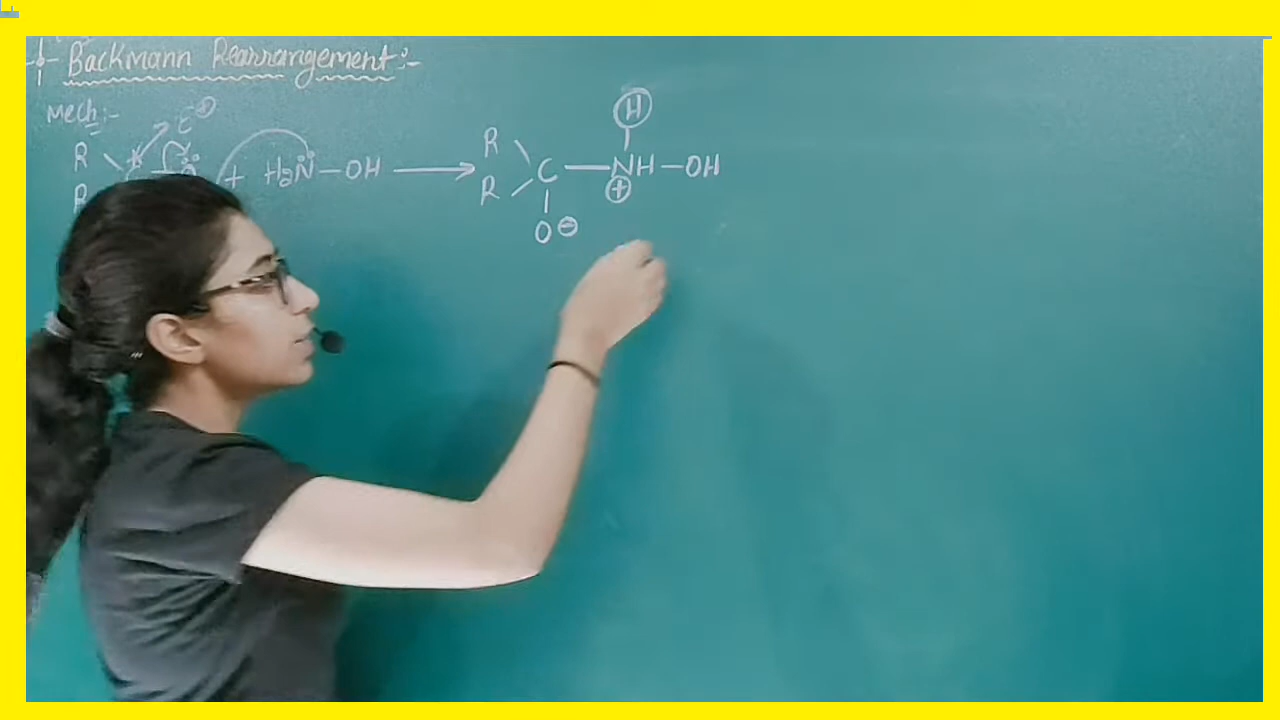 Backmann Rearrangement :-
Mech :-
H
R R C = O + H₂N̈ — OH ⟶ R R C — NH — OH
⊕
O ⊖